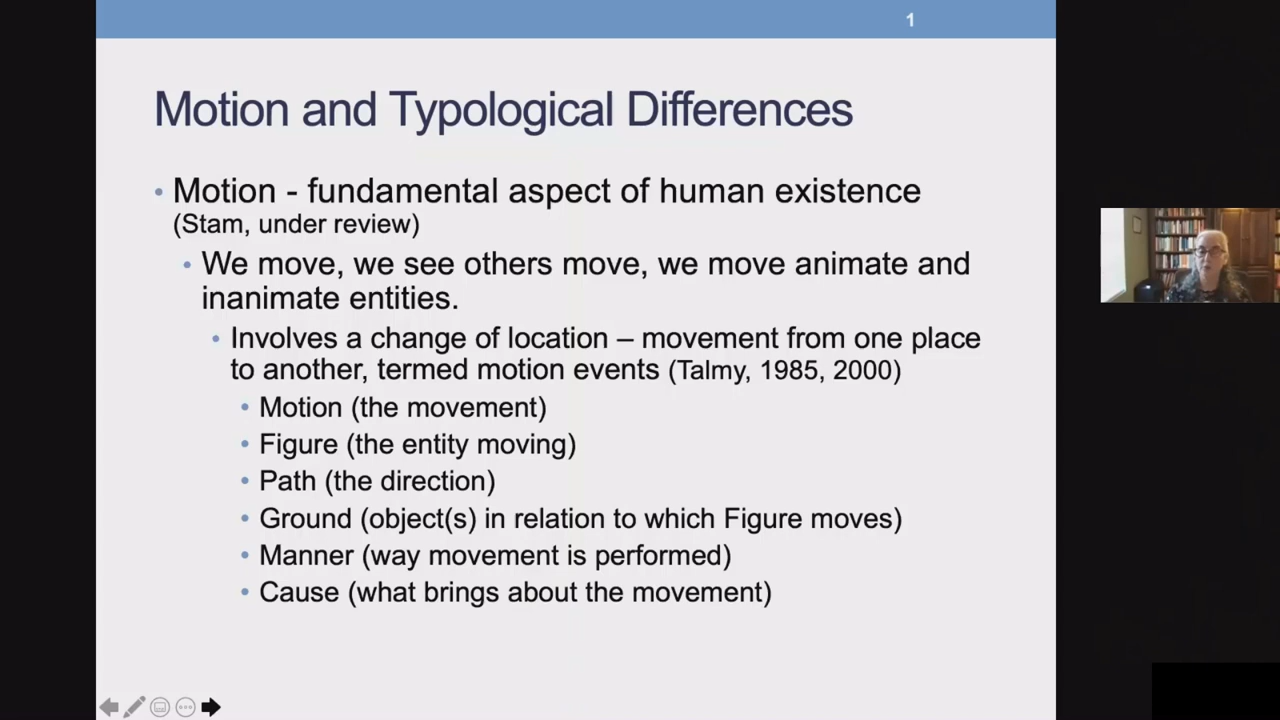 1
Motion and Typological Differences
• Motion - fundamental aspect of human existence
(Stam, under review)
• We move, we see others move, we move animate and
inanimate entities.
• Involves a change of location – movement from one place
to another, termed motion events (Talmy, 1985, 2000)
• Motion (the movement)
• Figure (the entity moving)
• Path (the direction)
• Ground (object(s) in relation to which Figure moves)
• Manner (way movement is performed)
• Cause (what brings about the movement)